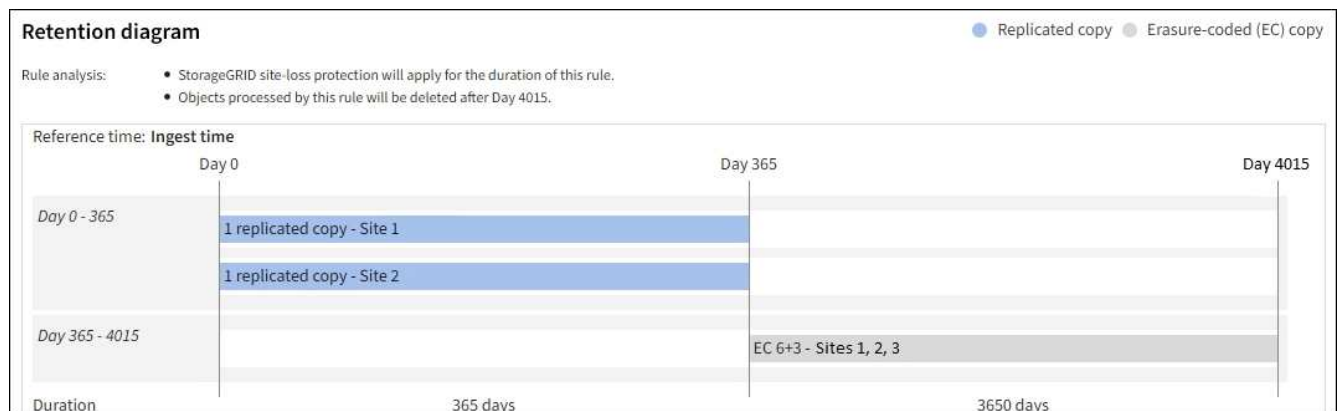 Retention diagram
Replicated copy
Erasure-coded (EC) copy
Rule analysis:
• StorageGRID site-loss protection will apply for the duration of this rule.
• Objects processed by this rule will be deleted after Day 4015.
Reference time: Ingest time
Day 0
Day 365
Day 4015
Day 0 - 365
1 replicated copy - Site 1
1 replicated copy - Site 2
Day 365 - 4015
EC 6+3 - Sites 1, 2, 3
Duration
365 days
3650 days